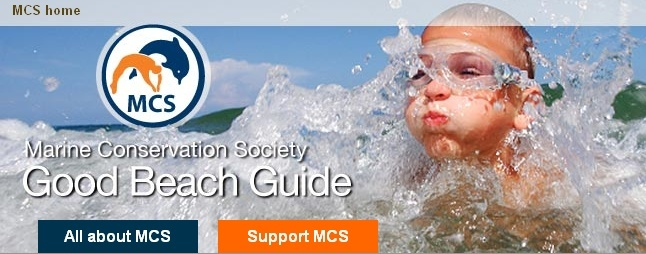 MCS home
MCS
Marine Conservation Society
Good Beach Guide
All about MCS
Support MCS